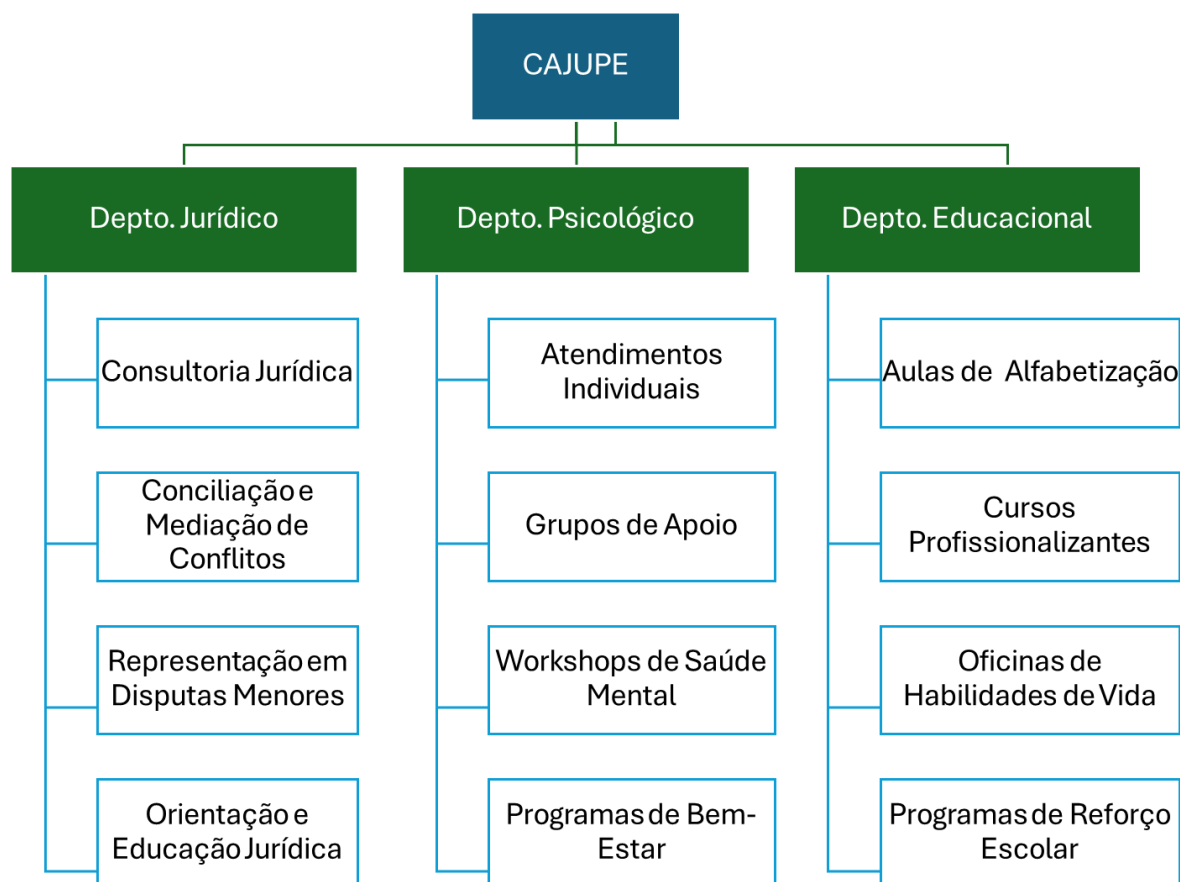 CAJUPE
Depto. Jurídico
Depto. Psicológico
Depto. Educacional
Consultoria Jurídica
Atendimentos
Individuais
Aulas de Alfabetização
Conciliação e
Mediação de
Conflitos
Grupos de Apoio
Cursos
Profissionalizantes
Representação em
Disputas Menores
Workshops de Saúde
Mental
Oficinas de
Habilidades de Vida
Orientação e
Educação Jurídica
Programas de Bem-
Estar
Programas de Reforço
Escolar